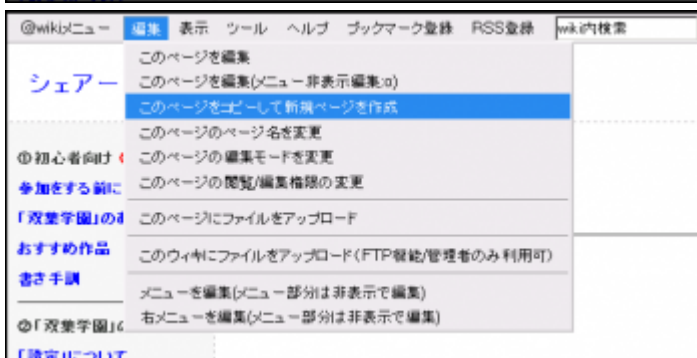 @wikiメニュー 編集 表示 ツール ヘルプ ブックマーク登録 RSS登録 wiki内検索
このページを編集
シェアー
このページを編集(メニュー非表示編集:o)
このページをコピーして新規ページを作成
このページのページ名を変更
①初心者向け
このページの編集モードを変更
参加をする前に
このページの閲覧/編集権限の変更
「双葉学園」の
このページにファイルをアップロード
おすすめ作品
このウィキにファイルをアップロード(FTP機能/管理者のみ利用可)
書き手訓
メニューを編集(メニュー部分は非表示で編集)
右メニューを編集(メニュー部分は非表示で編集)
②「双葉学園」
「設定」について